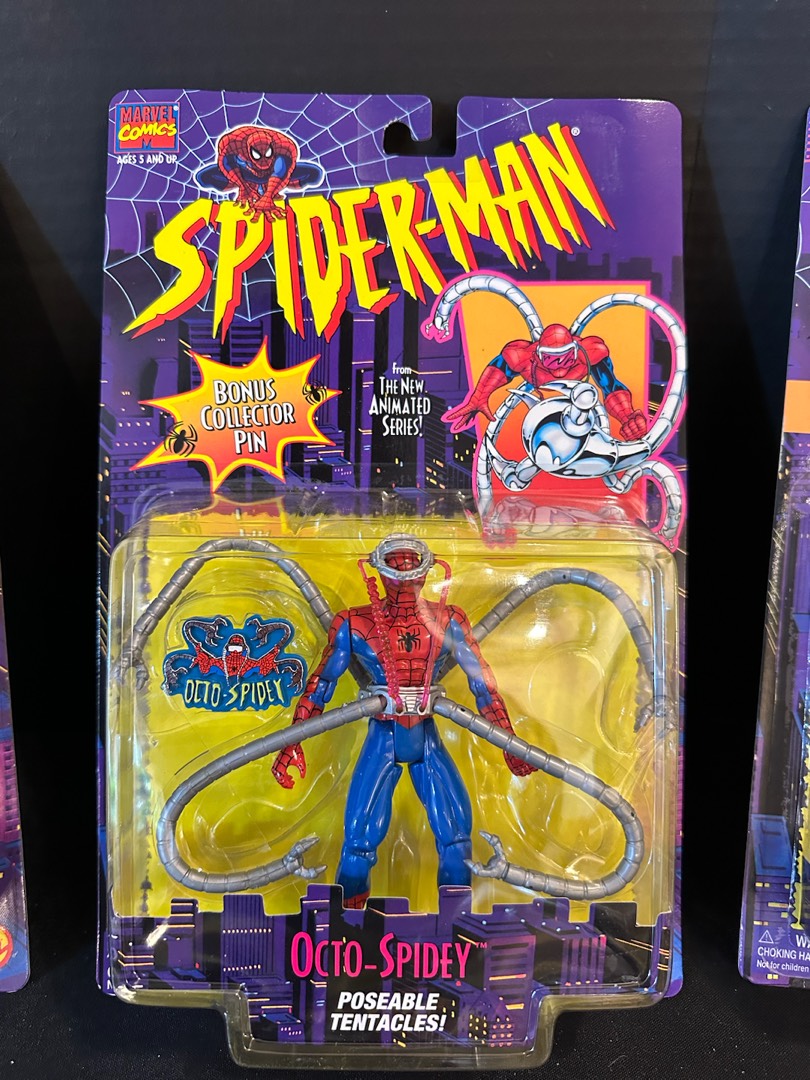 MARVEL
COMICS
M
AGES 5 AND UP
SPIDER-MAN®
BONUS
COLLECTOR
PIN
From
THE NEW
ANIMATED
SERIES!
OCTO-SPIDEY
OCTO-SPIDEY™
POSEABLE
TENTACLES!
CHOKING HA
Not for children